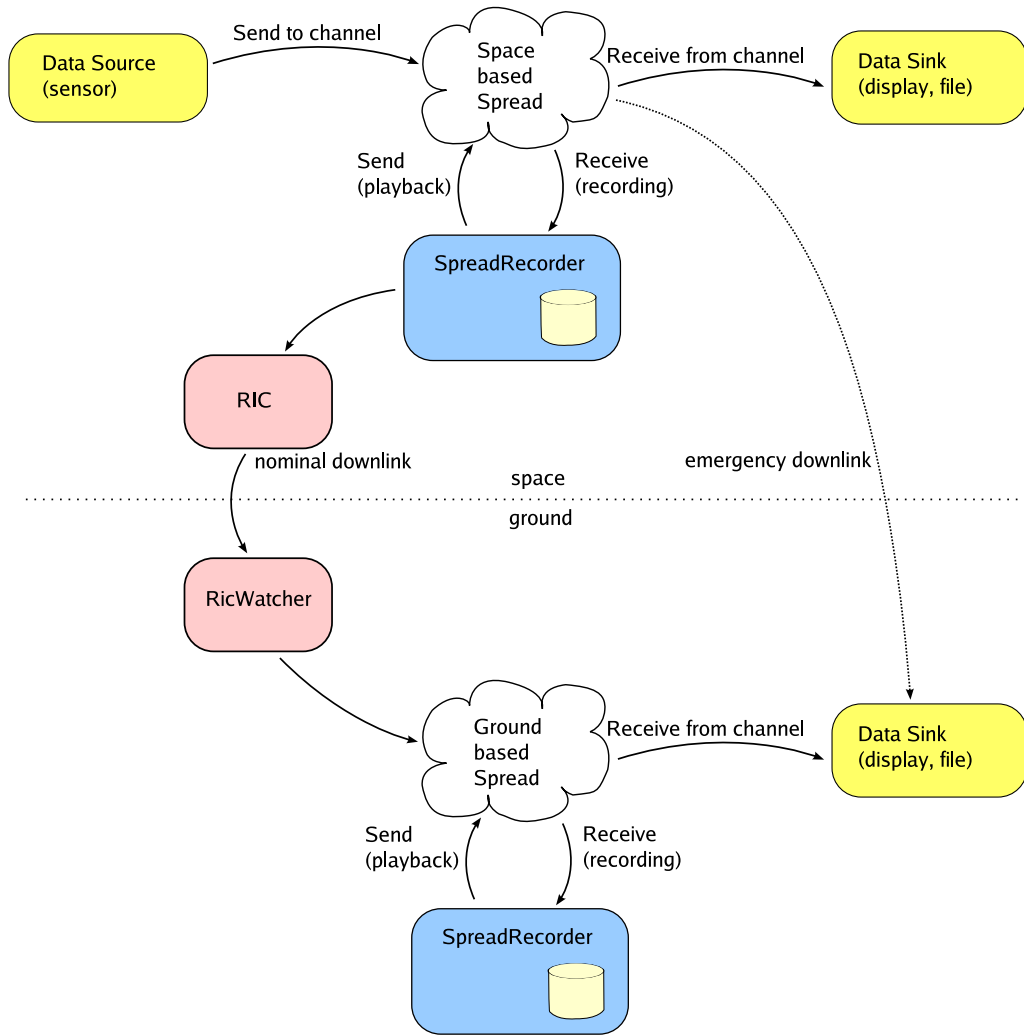 Send to channel
Data Source
(sensor)
Space
based
Spread
Receive from channel
Data Sink
(display, file)
Send
(playback)
Receive
(recording)
SpreadRecorder
RIC
nominal downlink
emergency downlink
space
ground
RicWatcher
Ground
based
Spread
Receive from channel
Data Sink
(display, file)
Send
(playback)
Receive
(recording)
SpreadRecorder